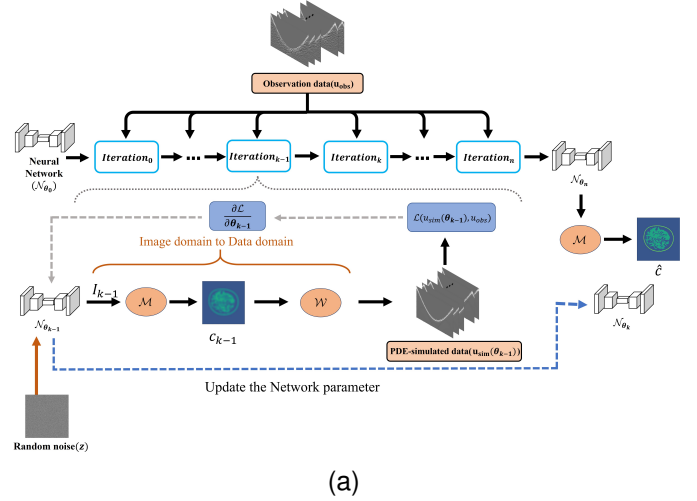 ...
Observation data(u_obs)
Neural
Network
(𝒩_θ₀)
Iteration₀
...
Iteration_k−1
Iteration_k
...
Iteration_n
𝒩_θₙ
∂ℒ
∂θ_k−1
ℒ(u_sim(θ_k−1), u_obs)
Image domain to Data domain
ℳ
Ĉ
I_k−1
ℳ
𝒲
𝒩_θk−1
C_k−1
𝒩_θk
PDE-simulated data(u_sim(θ_k−1))
Update the Network parameter
Random noise(z)
(a)